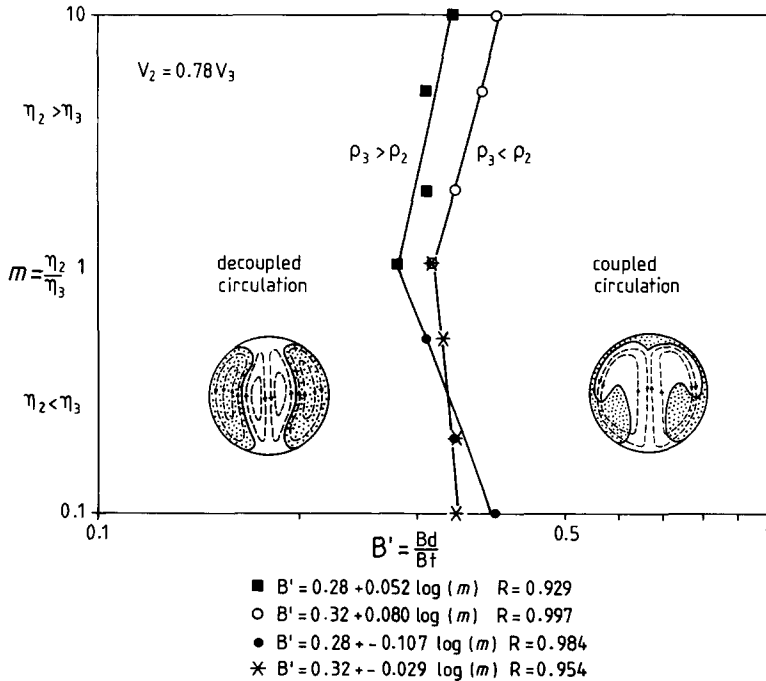 10
V₂ = 0.78 V₃
η₂ > η₃
ρ₃ > ρ₂
ρ₃ < ρ₂
m = η₂/η₃
1
decoupled
circulation
coupled
circulation
η₂ < η₃
0.1
0.1
0.5
B' = Bd/Bt
■ B' = 0.28 + 0.052 log (m) R = 0.929
○ B' = 0.32 + 0.080 log (m) R = 0.997
● B' = 0.28 + - 0.107 log (m) R = 0.984
✳ B' = 0.32 + - 0.029 log (m) R = 0.954